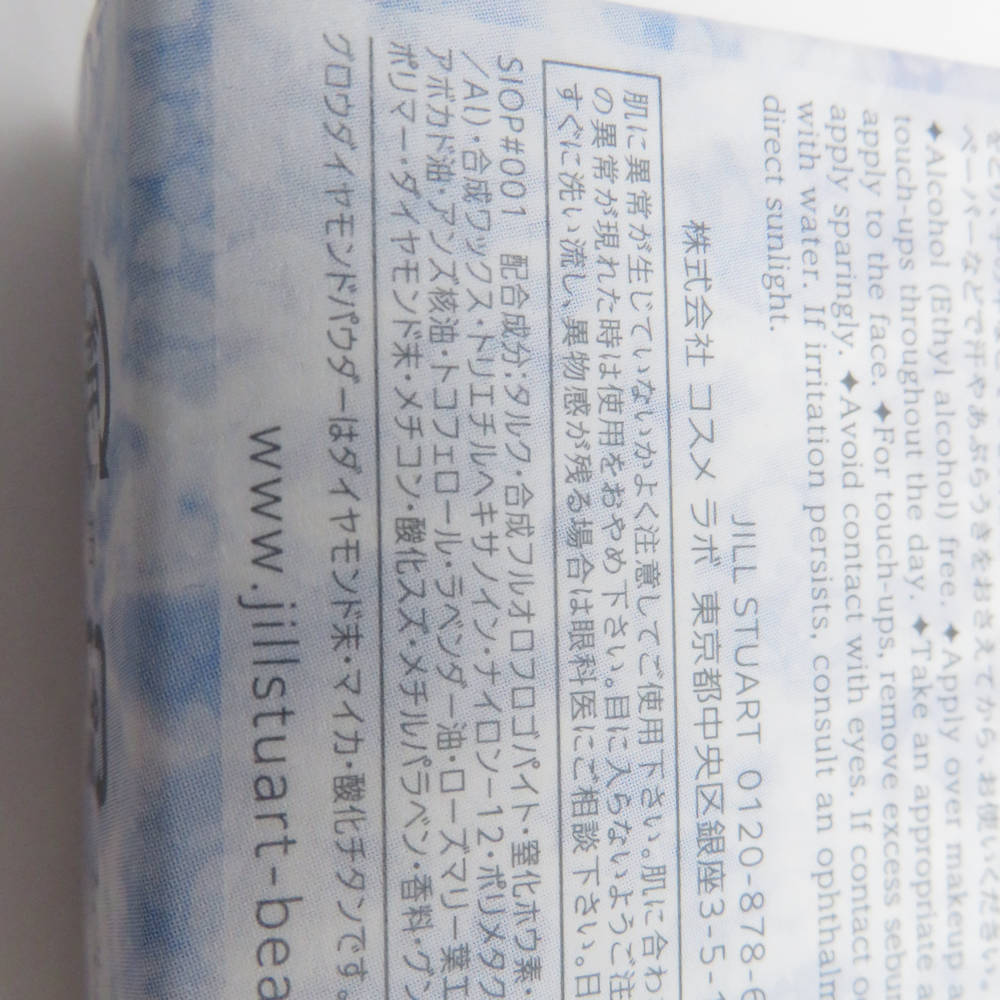 ペーパーなどで汗やあぶらうきをおさえてから、お使いください。
✦Alcohol (Ethyl alcohol) free. ✦Apply over makeup a
touch-ups throughout the day. ✦Take an appropriate a
apply to the face. ✦For touch-ups, remove excess sebum
apply sparingly. ✦Avoid contact with eyes. If contact o
with water. If irritation persists, consult an ophthalm
direct sunlight.
JILL STUART 0120-878-6
株式会社 コスメ ラボ 東京都中央区銀座3-5-1
肌に異常が生じていないかよく注意してご使用下さい。肌に合わ
の異常が現れた時は使用をおやめ下さい。目に入らないようご注
すぐに洗い流し、異物感が残る場合は眼科医にご相談下さい。日
SIOP#001 配合成分:タルク・合成フルオロフロゴパイト・窒化ホウ素・
/AI)・合成ワックス・トリエチルヘキサノイン・ナイロン-12・ポリメタク
アボカド油・アンズ核油・トコフェロール・ラベンダー油・ローズマリー葉エ
ポリマー・ダイヤモンド末・メチコン・酸化スズ・メチルパラベン・香料・グン
グロウダイヤモンドパウダーはダイヤモンド末・マイカ・酸化チタンです。
www.jillstuart-bea